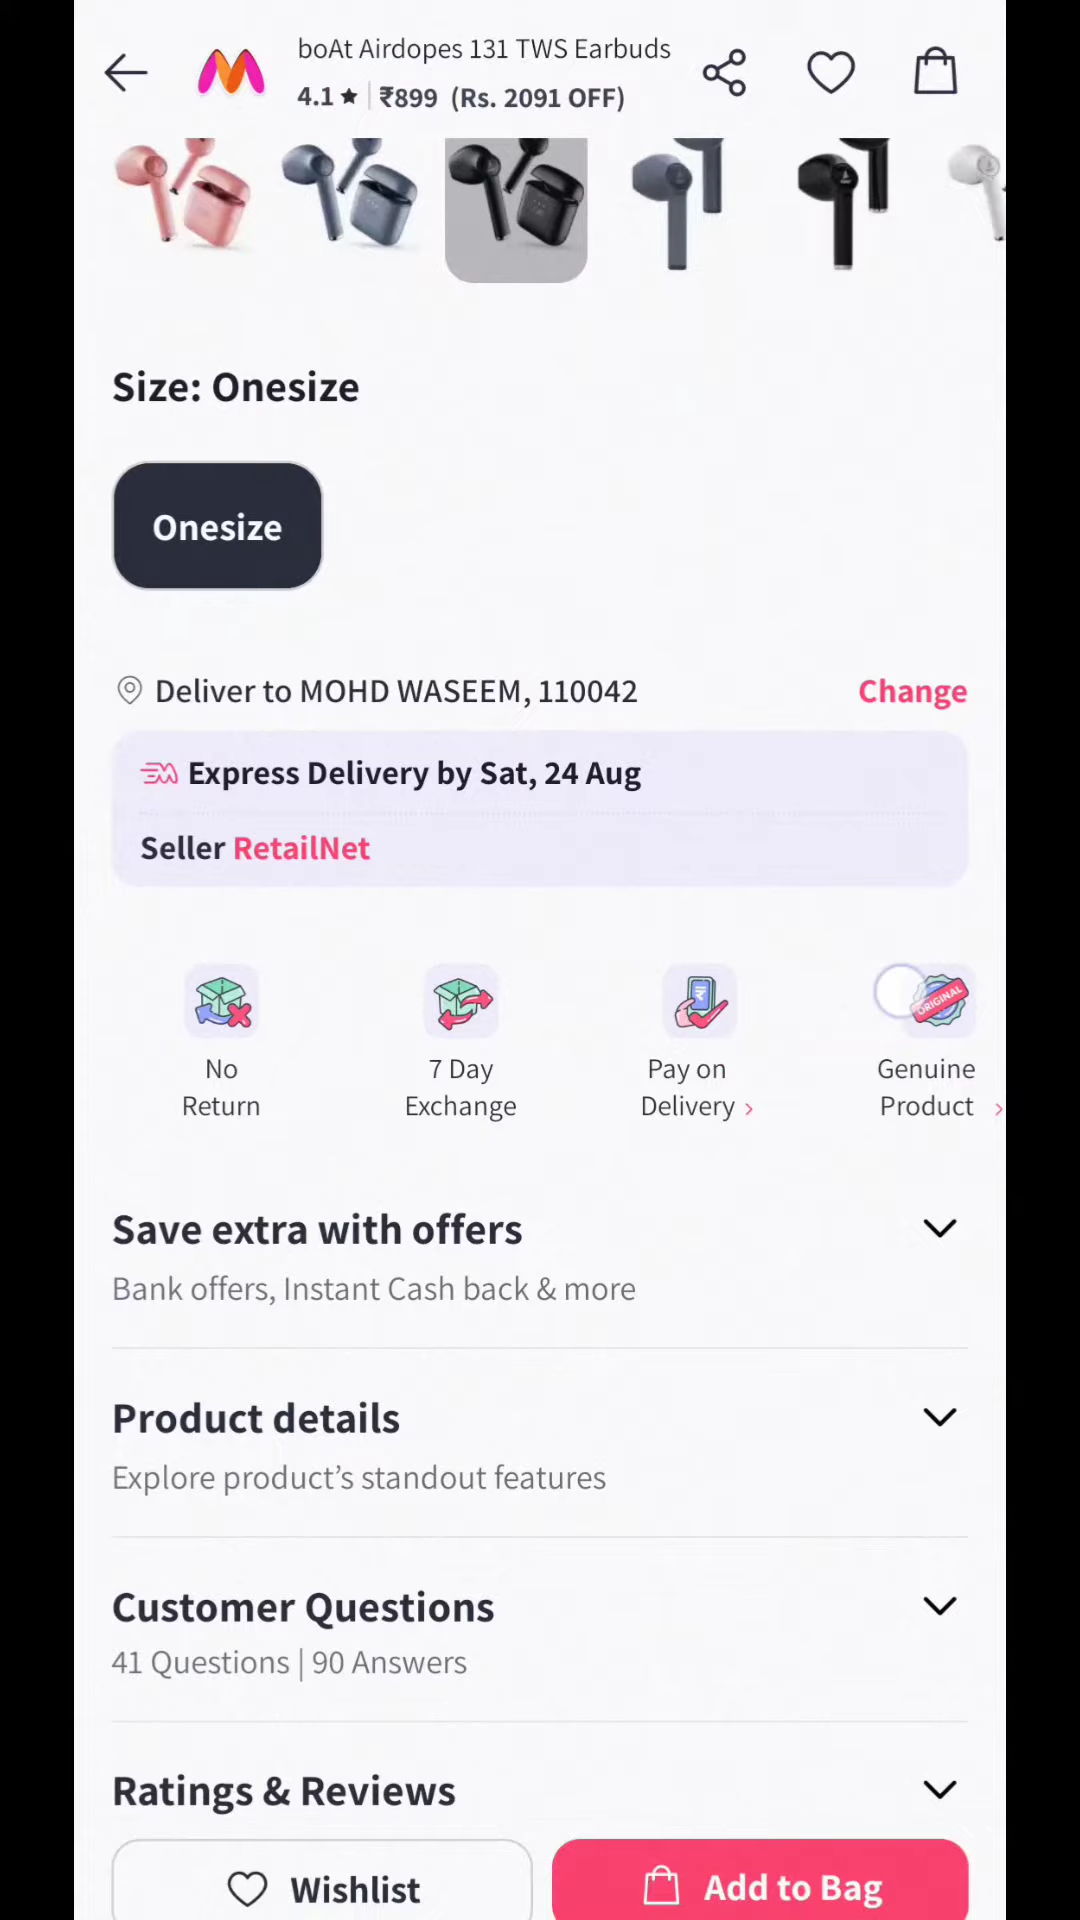 boAt Airdopes 131 TWS Earbuds
4.1 ★ | ₹899 (Rs. 2091 OFF)
Size: Onesize
Onesize
Deliver to MOHD WASEEM, 110042
Change
Express Delivery by Sat, 24 Aug
Seller RetailNet
ORIGINAL
No
Return
7 Day
Exchange
Pay on
Delivery ›
Genuine
Product ›
Save extra with offers
Bank offers, Instant Cash back & more
Product details
Explore product’s standout features
Customer Questions
41 Questions | 90 Answers
Ratings & Reviews
Wishlist
Add to Bag